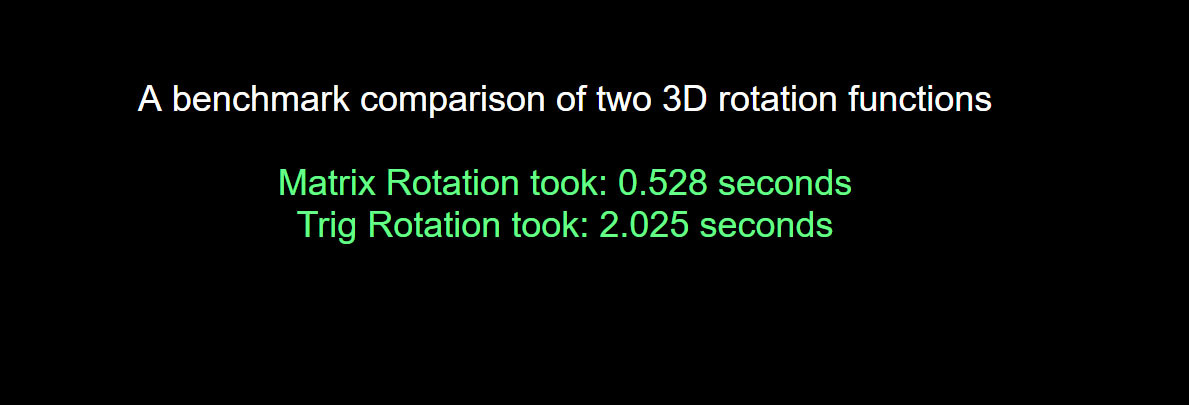 A benchmark comparison of two 3D rotation functions
Matrix Rotation took: 0.528 seconds
Trig Rotation took: 2.025 seconds